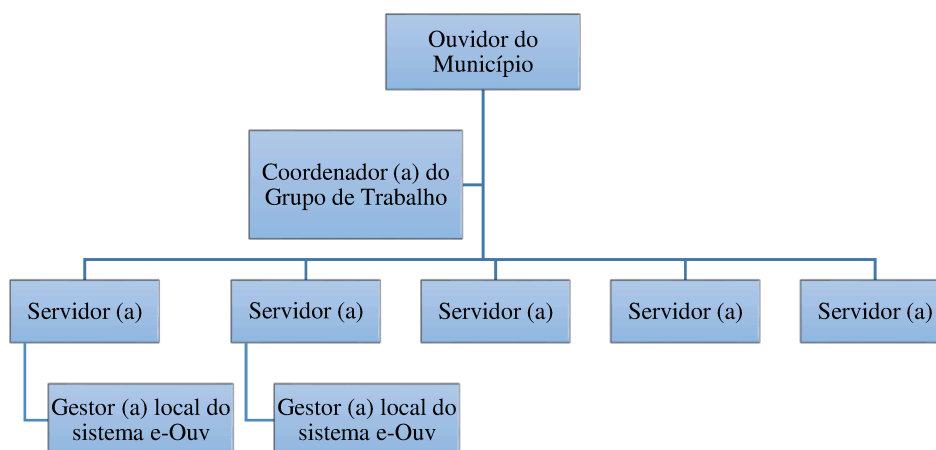 Ouvidor do
Município
Coordenador (a) do
Grupo de Trabalho
Servidor (a)
Servidor (a)
Servidor (a)
Servidor (a)
Servidor (a)
Gestor (a) local do
sistema e-Ouv
Gestor (a) local do
sistema e-Ouv